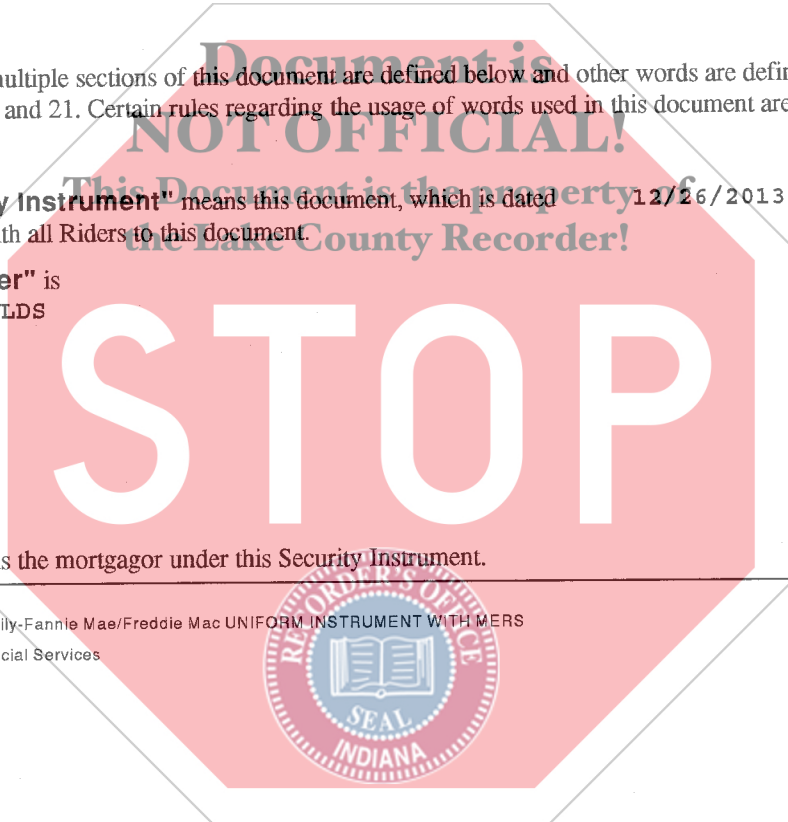 Document is
ultiple sections of this document are defined below and other words are defin
and 21. Certain rules regarding the usage of words used in this document are
NOT OFFICIAL!
This Document is the property of
y Instrument" means this document, which is dated 12/26/2013
th all Riders to this document.
the Lake County Recorder!
er" is
LDS
STOP
s the mortgagor under this Security Instrument.
ily-Fannie Mae/Freddie Mac UNIFORM INSTRUMENT WITH MERS
cial Services
RECORDER'S OFFICE
SEAL
INDIANA